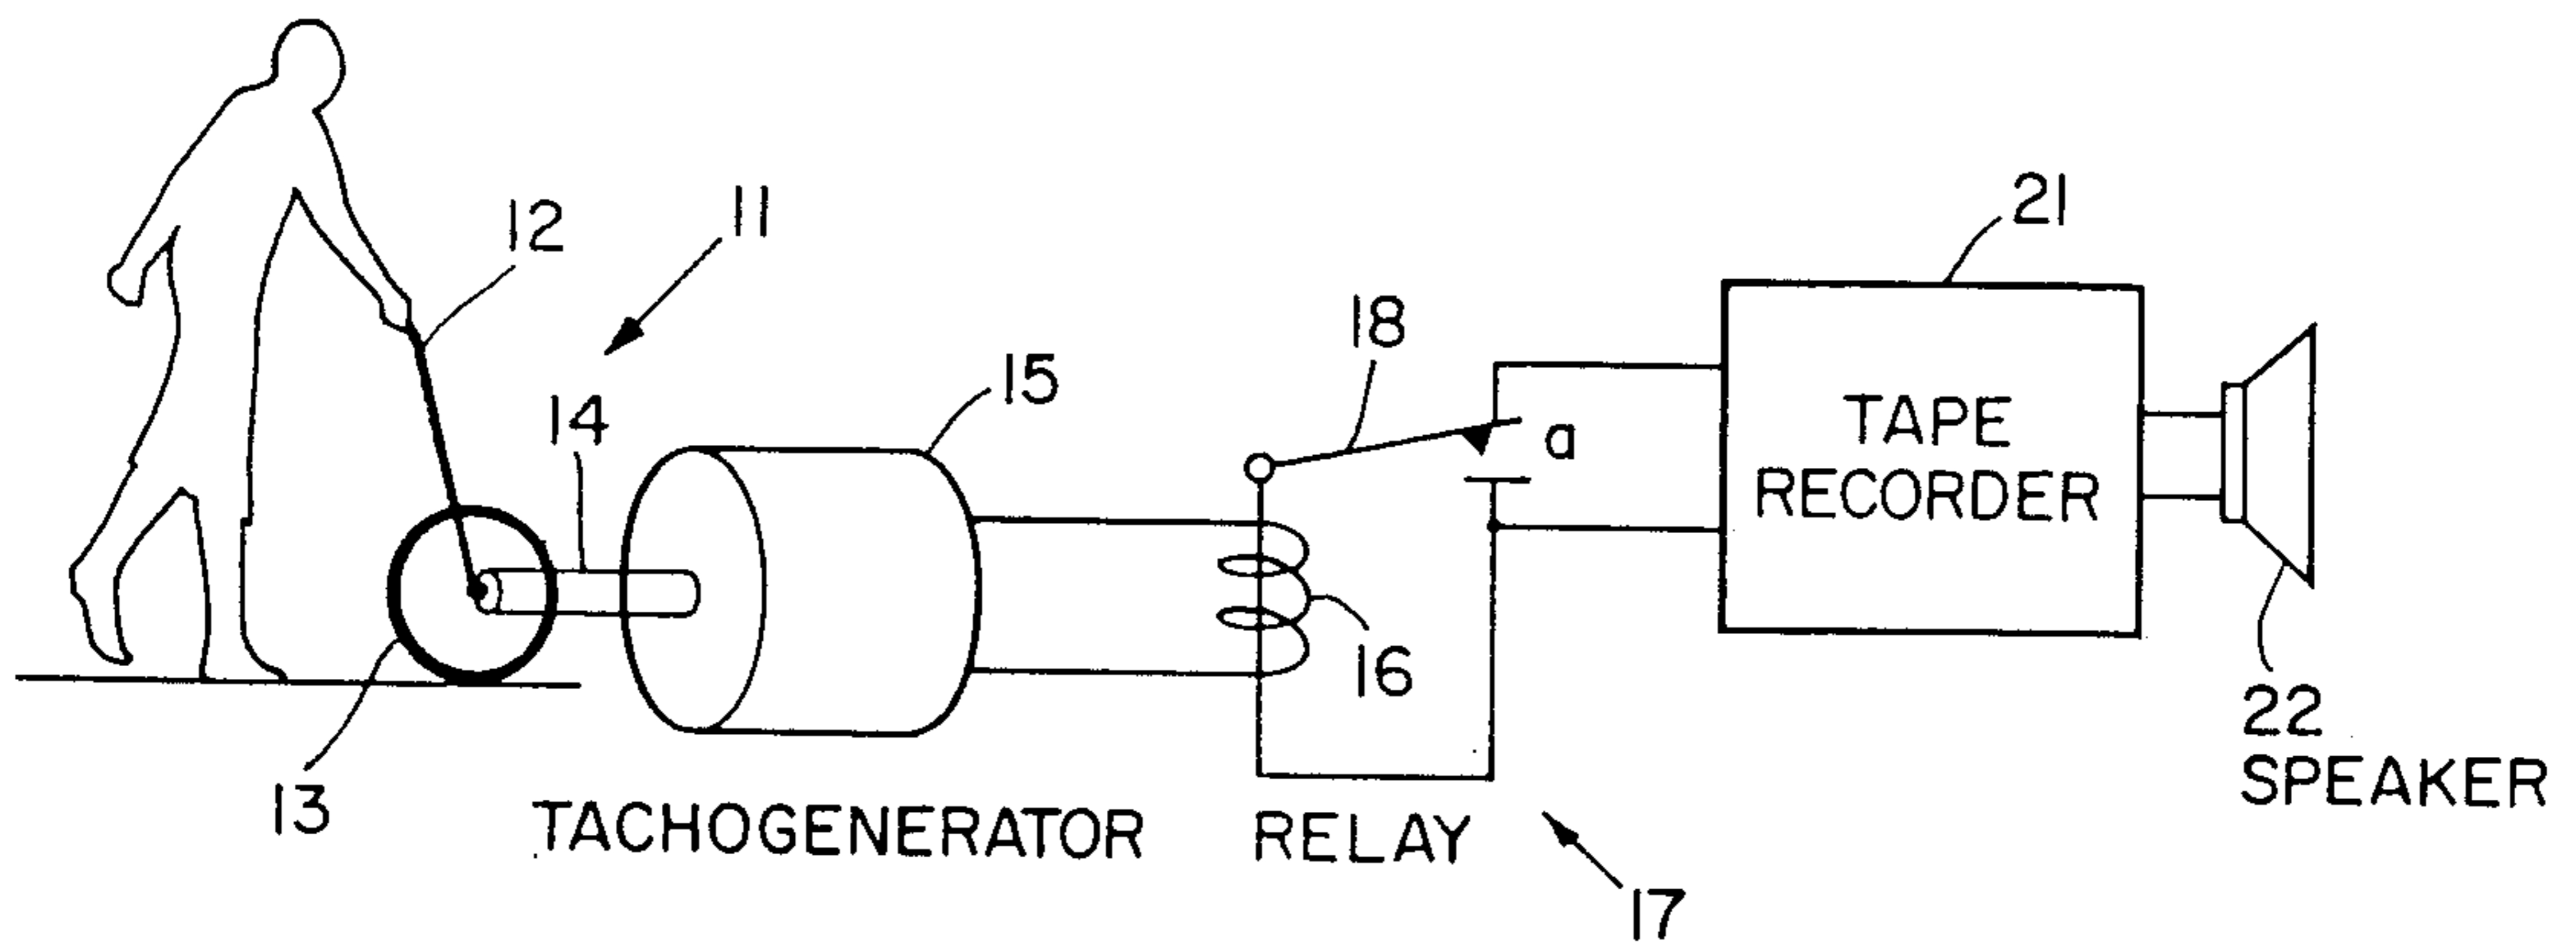 21
11
12
18
15
14
a
TAPE
RECORDER
16
22
SPEAKER
13
TACHOGENERATOR
RELAY
17